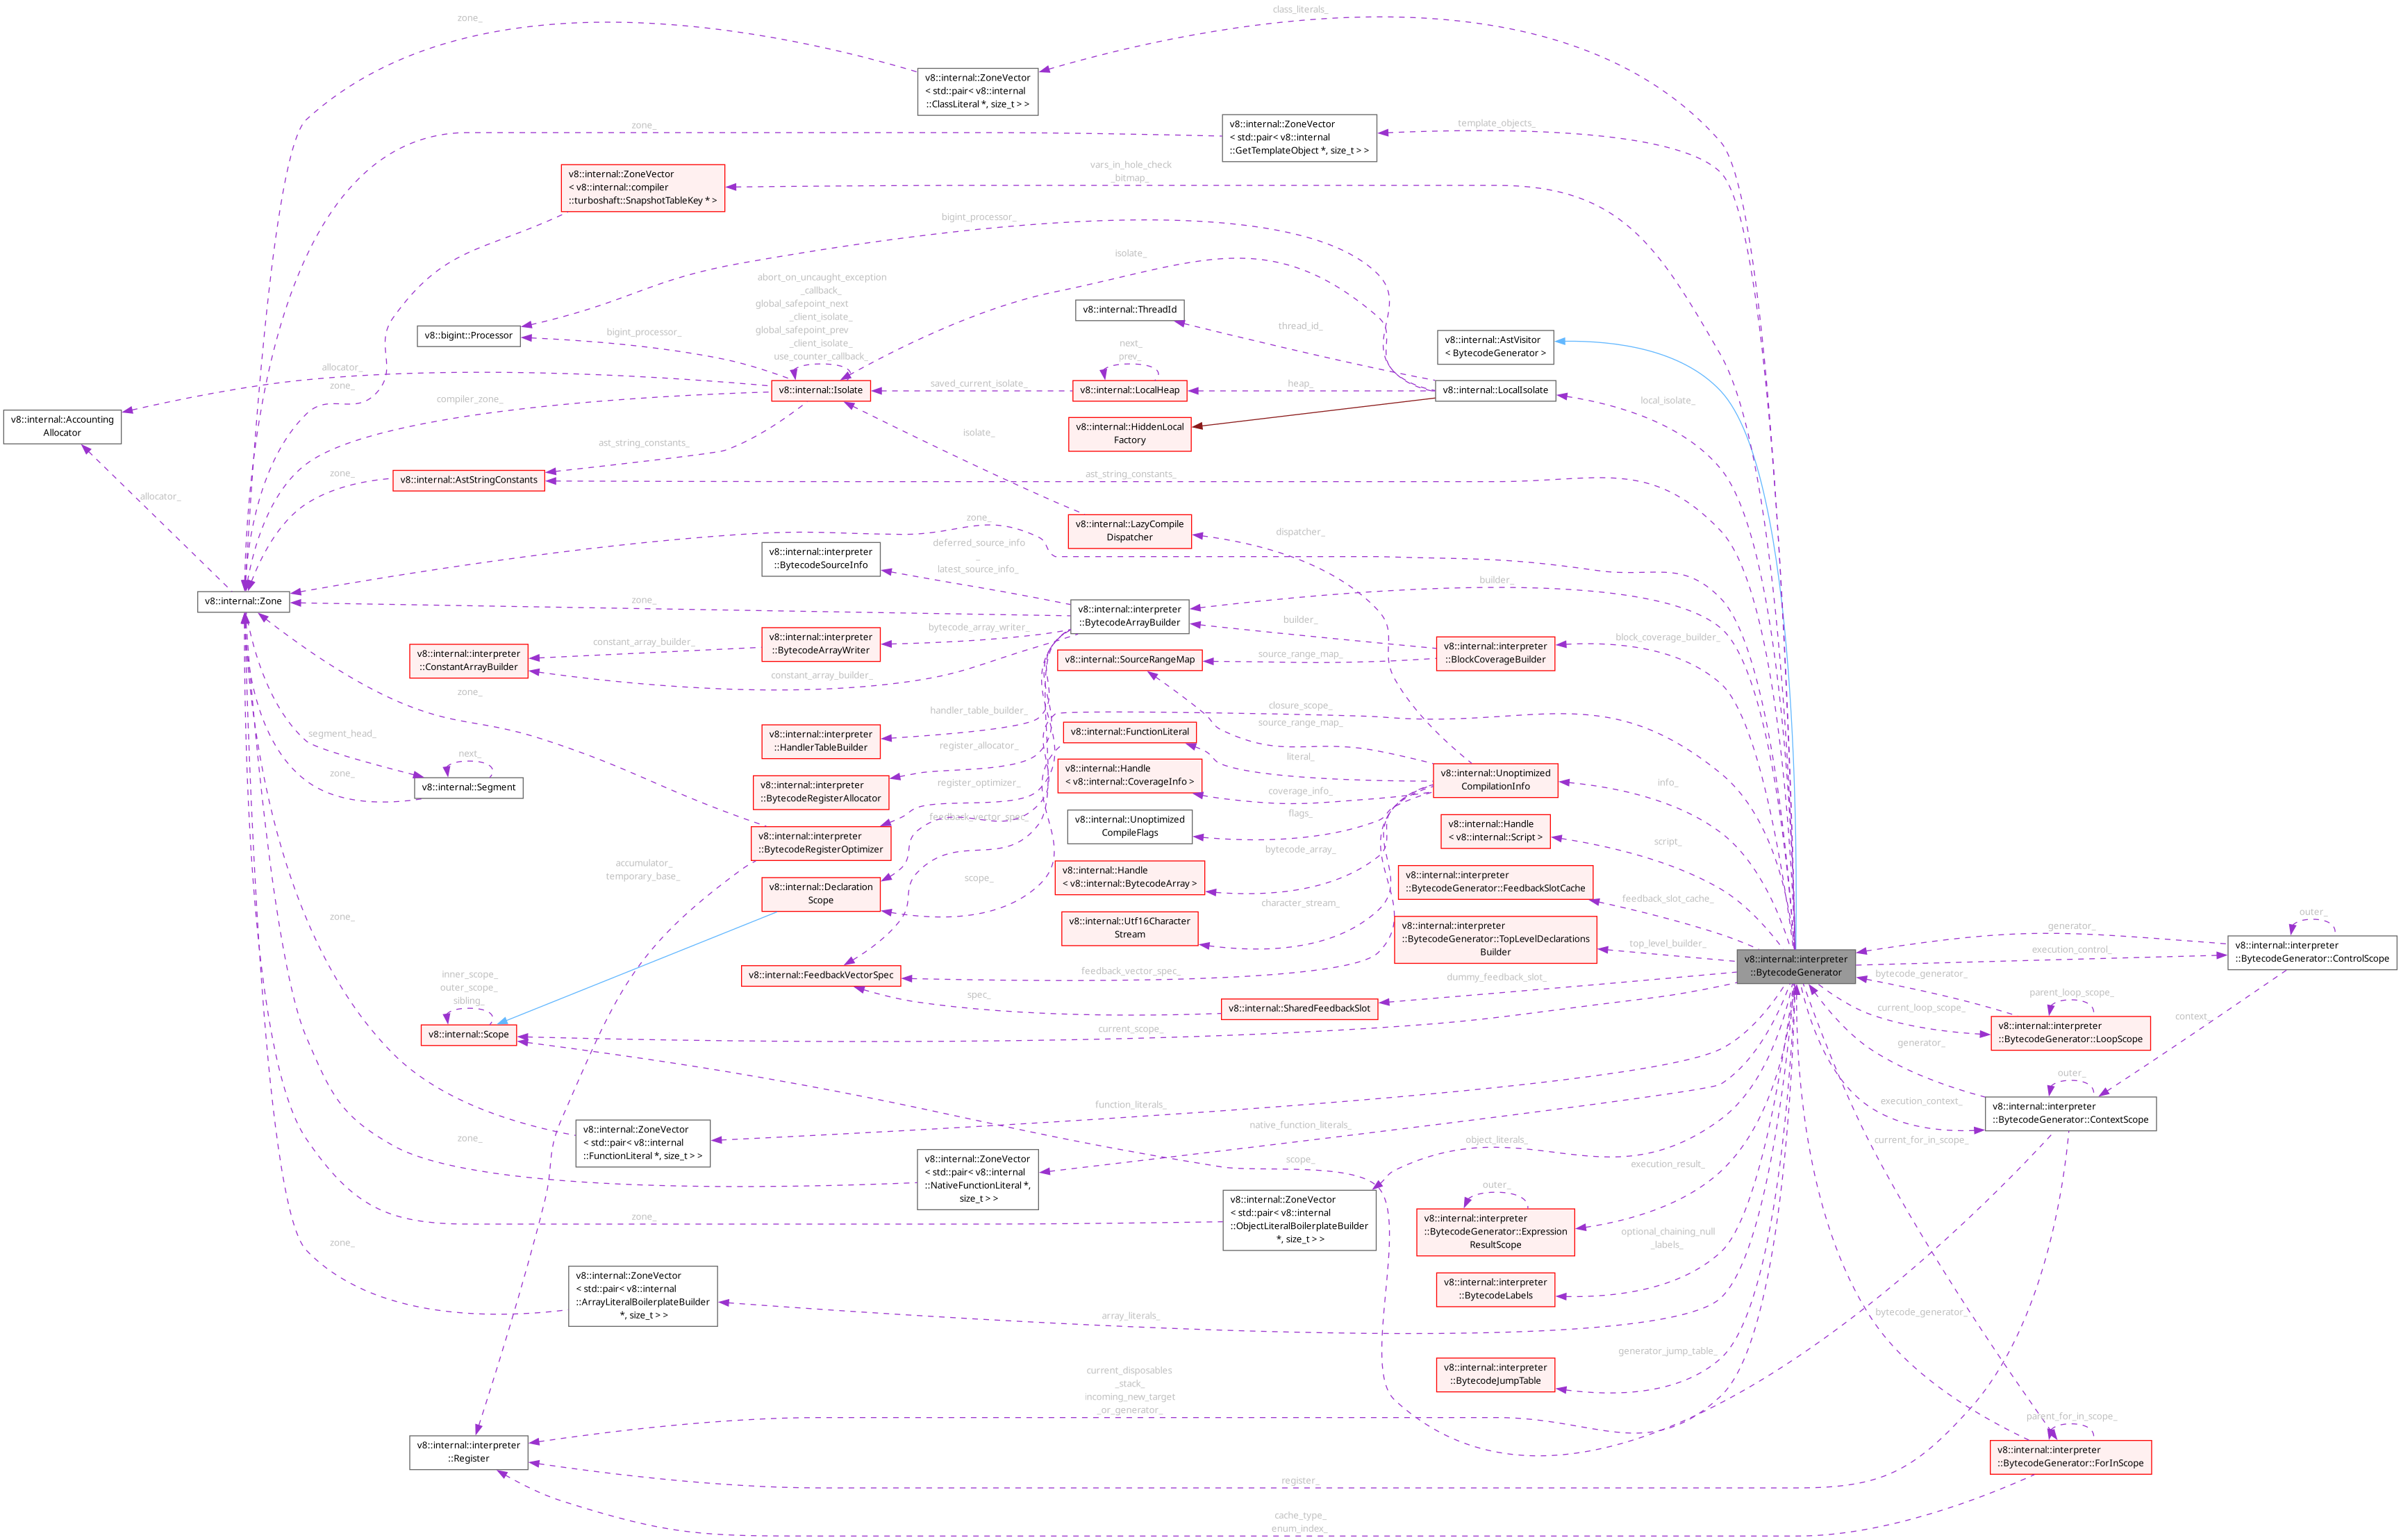 class_literals_
zone_
v8::internal::ZoneVector
< std::pair< v8::internal
::ClassLiteral *, size_t > >
template_objects_
zone_
v8::internal::ZoneVector
< std::pair< v8::internal
::GetTemplateObject *, size_t > >
vars_in_hole_check
_bitmap_
v8::internal::ZoneVector
< v8::internal::compiler
::turboshaft::SnapshotTableKey * >
bigint_processor_
isolate_
abort_on_uncaught_exception
_callback_
global_safepoint_next
_client_isolate_
global_safepoint_prev
_client_isolate_
use_counter_callback_
v8::internal::ThreadId
thread_id_
v8::bigint::Processor
bigint_processor_
next_
prev_
v8::internal::AstVisitor
< BytecodeGenerator >
allocator_
zone_
v8::internal::Isolate
saved_current_isolate_
v8::internal::LocalHeap
heap_
v8::internal::LocalIsolate
local_isolate_
compiler_zone_
v8::internal::Accounting
Allocator
v8::internal::HiddenLocal
Factory
ast_string_constants_
isolate_
zone_
v8::internal::AstStringConstants
ast_string_constants_
allocator_
v8::internal::LazyCompile
Dispatcher
dispatcher_
zone_
v8::internal::interpreter
::BytecodeSourceInfo
deferred_source_info
_
latest_source_info_
builder_
v8::internal::Zone
zone_
v8::internal::interpreter
::BytecodeArrayBuilder
builder_
bytecode_array_writer_
v8::internal::interpreter
::BytecodeArrayWriter
constant_array_builder_
v8::internal::interpreter
::ConstantArrayBuilder
constant_array_builder_
v8::internal::SourceRangeMap
source_range_map_
v8::internal::interpreter
::BlockCoverageBuilder
block_coverage_builder_
zone_
closure_scope_
handler_table_builder_
source_range_map_
segment_head_
v8::internal::interpreter
::HandlerTableBuilder
v8::internal::FunctionLiteral
literal_
register_allocator_
next_
zone_
v8::internal::Segment
v8::internal::interpreter
::BytecodeRegisterAllocator
register_optimizer_
v8::internal::Handle
< v8::internal::CoverageInfo >
coverage_info_
v8::internal::Unoptimized
CompilationInfo
info_
feedback_vector_spec_
v8::internal::Unoptimized
CompileFlags
flags_
v8::internal::Handle
< v8::internal::Script >
script_
v8::internal::interpreter
::BytecodeRegisterOptimizer
accumulator_
temporary_base_
bytecode_array_
v8::internal::Handle
< v8::internal::BytecodeArray >
v8::internal::interpreter
::BytecodeGenerator::FeedbackSlotCache
feedback_slot_cache_
v8::internal::Declaration
Scope
scope_
character_stream_
v8::internal::Utf16Character
Stream
v8::internal::interpreter
::BytecodeGenerator::TopLevelDeclarations
Builder
top_level_builder_
zone_
v8::internal::interpreter
::BytecodeGenerator
generator_
execution_control_
outer_
v8::internal::interpreter
::BytecodeGenerator::ControlScope
v8::internal::FeedbackVectorSpec
feedback_vector_spec_
dummy_feedback_slot_
bytecode_generator_
current_loop_scope_
parent_loop_scope_
inner_scope_
outer_scope_
sibling_
spec_
v8::internal::SharedFeedbackSlot
context_
v8::internal::Scope
current_scope_
v8::internal::interpreter
::BytecodeGenerator::LoopScope
generator_
outer_
execution_context_
function_literals_
v8::internal::interpreter
::BytecodeGenerator::ContextScope
v8::internal::ZoneVector
< std::pair< v8::internal
::FunctionLiteral *, size_t > >
native_function_literals_
object_literals_
current_for_in_scope_
zone_
v8::internal::ZoneVector
< std::pair< v8::internal
::NativeFunctionLiteral *,
size_t > >
scope_
execution_result_
outer_
zone_
v8::internal::ZoneVector
< std::pair< v8::internal
::ObjectLiteralBoilerplateBuilder
*, size_t > >
v8::internal::interpreter
::BytecodeGenerator::Expression
ResultScope
optional_chaining_null
_labels_
zone_
v8::internal::ZoneVector
< std::pair< v8::internal
::ArrayLiteralBoilerplateBuilder
*, size_t > >
array_literals_
v8::internal::interpreter
::BytecodeLabels
bytecode_generator_
generator_jump_table_
v8::internal::interpreter
::BytecodeJumpTable
current_disposables
_stack_
incoming_new_target
_or_generator_
parent_for_in_scope_
v8::internal::interpreter
::Register
register_
v8::internal::interpreter
::BytecodeGenerator::ForInScope
cache_type_
enum_index_